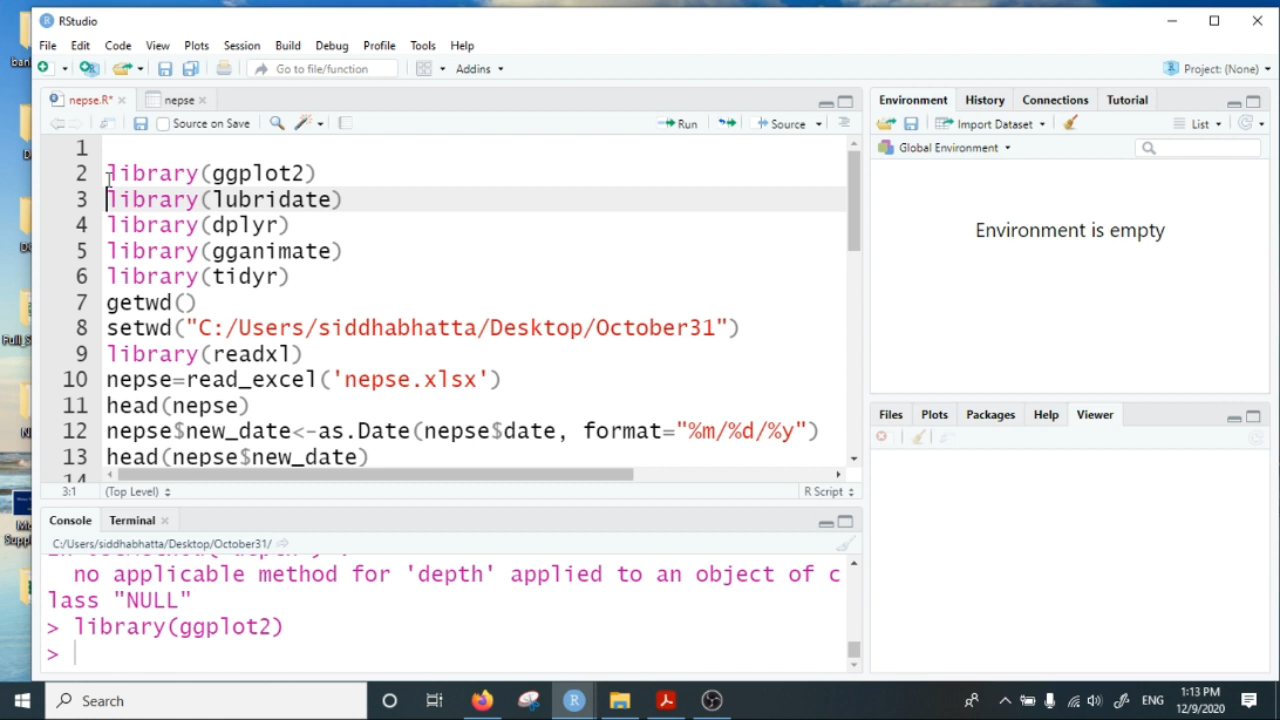 RStudio
File Edit Code View Plots Session Build Debug Profile Tools Help
Go to file/function Addins Project: (None)
nepse.R* nepse
Source on Save Run Source
1
2 library(ggplot2)
3 library(lubridate)
4 library(dplyr)
5 library(gganimate)
6 library(tidyr)
7 getwd()
8 setwd("C:/Users/siddhabhatta/Desktop/October31")
9 library(readxl)
10 nepse=read_excel('nepse.xlsx')
11 head(nepse)
12 nepse$new_date<-as.Date(nepse$date, format="%m/%d/%y")
13 head(nepse$new_date)
14
3:1 (Top Level) R Script
Console Terminal
C:/Users/siddhabhatta/Desktop/October31/
no applicable method for 'depth' applied to an object of c
lass "NULL"
> library(ggplot2)
>
Environment History Connections Tutorial
Import Dataset List
Global Environment
Environment is empty
Files Plots Packages Help Viewer
Search
ENG
1:13 PM
12/9/2020